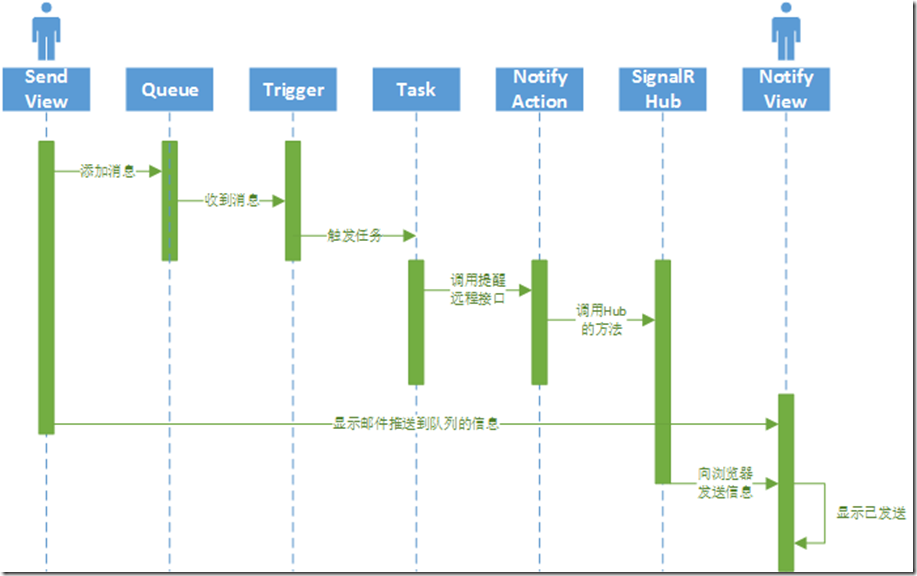 Send
View
Queue
Trigger
Task
Notify
Action
SignalR
Hub
Notify
View
添加消息
收到消息
触发任务
调用提醒
远程接口
调用Hub
的方法
显示邮件推送到队列的信息
向浏览器
发送信息
显示已发送